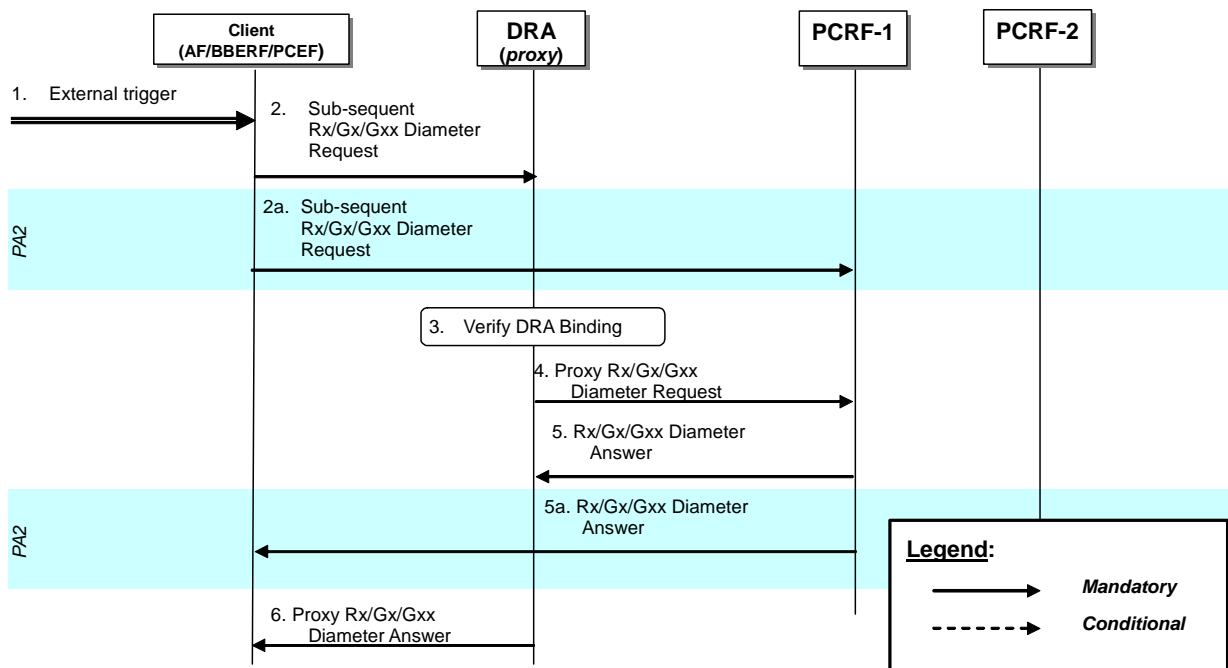 Client
(AF/BBERF/PCEF)
DRA
(proxy)
PCRF-1
PCRF-2
1. External trigger
2. Sub-sequent
Rx/Gx/Gxx Diameter
Request
PA2
2a. Sub-sequent
Rx/Gx/Gxx Diameter
Request
3. Verify DRA Binding
4. Proxy Rx/Gx/Gxx
Diameter Request
5. Rx/Gx/Gxx Diameter
Answer
PA2
5a. Rx/Gx/Gxx Diameter
Answer
6. Proxy Rx/Gx/Gxx
Diameter Answer
Legend:
Mandatory
Conditional